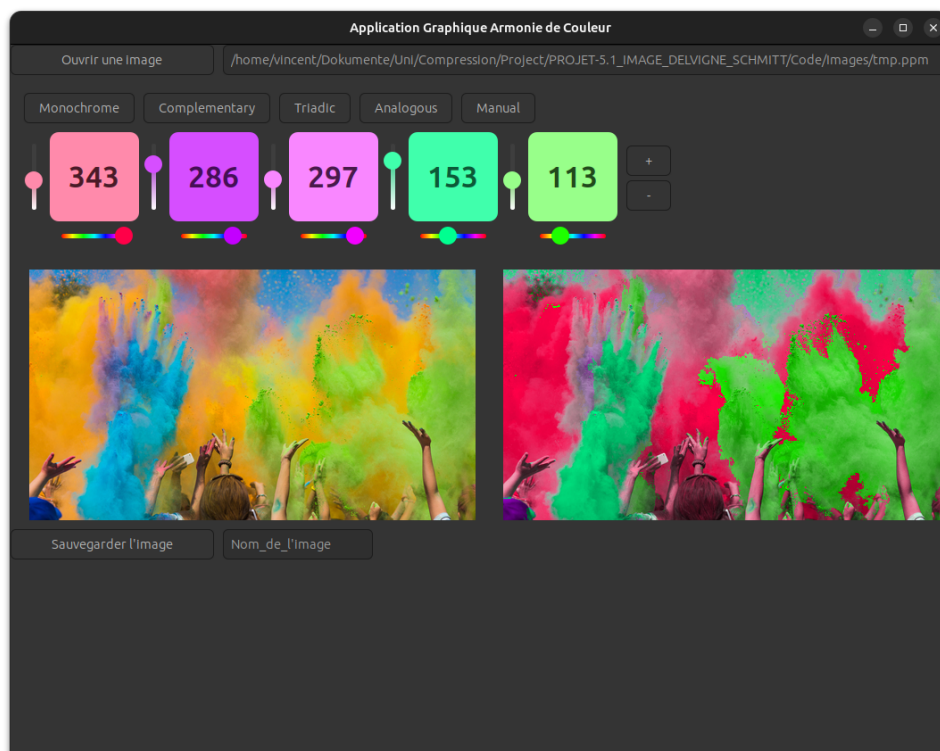 Application Graphique Armonie de Couleur
Ouvrir une Image /home/vincent/Dokumente/Uni/Compression/Project/PROJET-5.1_IMAGE_DELVIGNE_SCHMITT/Code/Images/tmp.ppm
Monochrome Complementary Triadic Analogous Manual
343 286 297 153 113 +
-
Sauvegarder l'Image Nom_de_l'Image